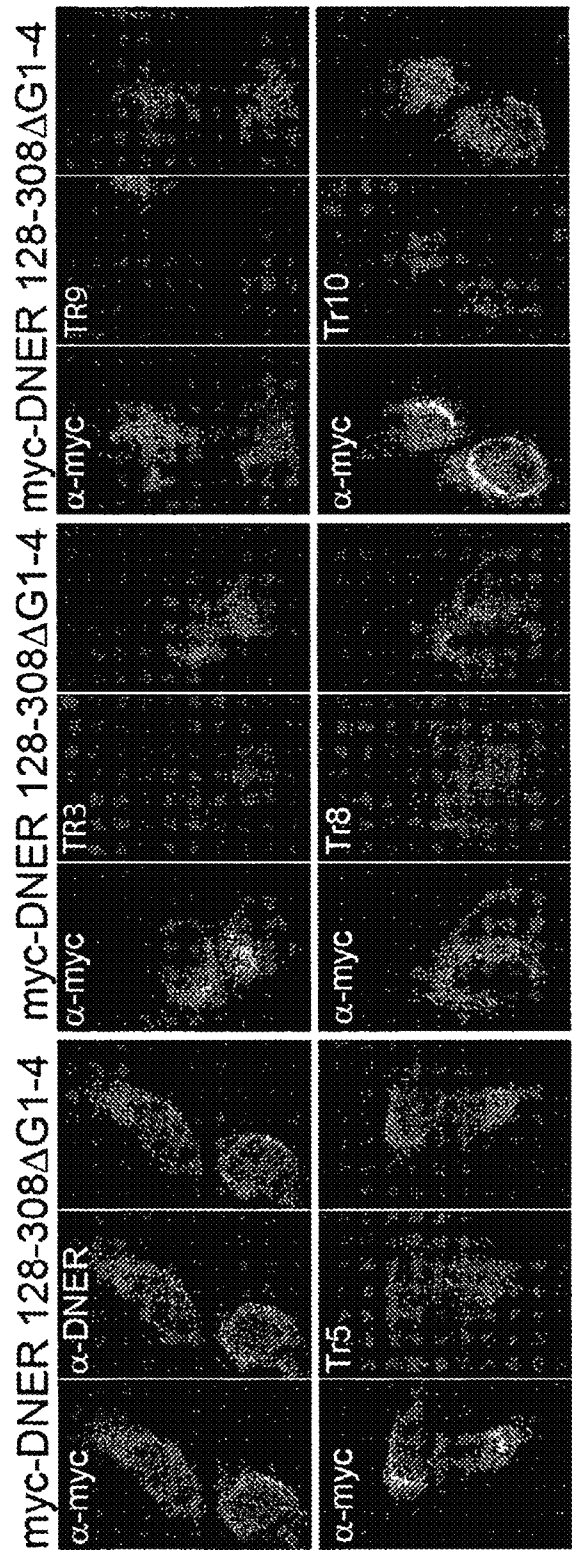 myc-DNER 128-308ΔG1-4
α-myc
α-DNER
α-myc
Tr5
myc-DNER 128-308ΔG1-4
α-myc
TR3
α-myc
Tr8
myc-DNER 128-308ΔG1-4
α-myc
TR9
α-myc
Tr10